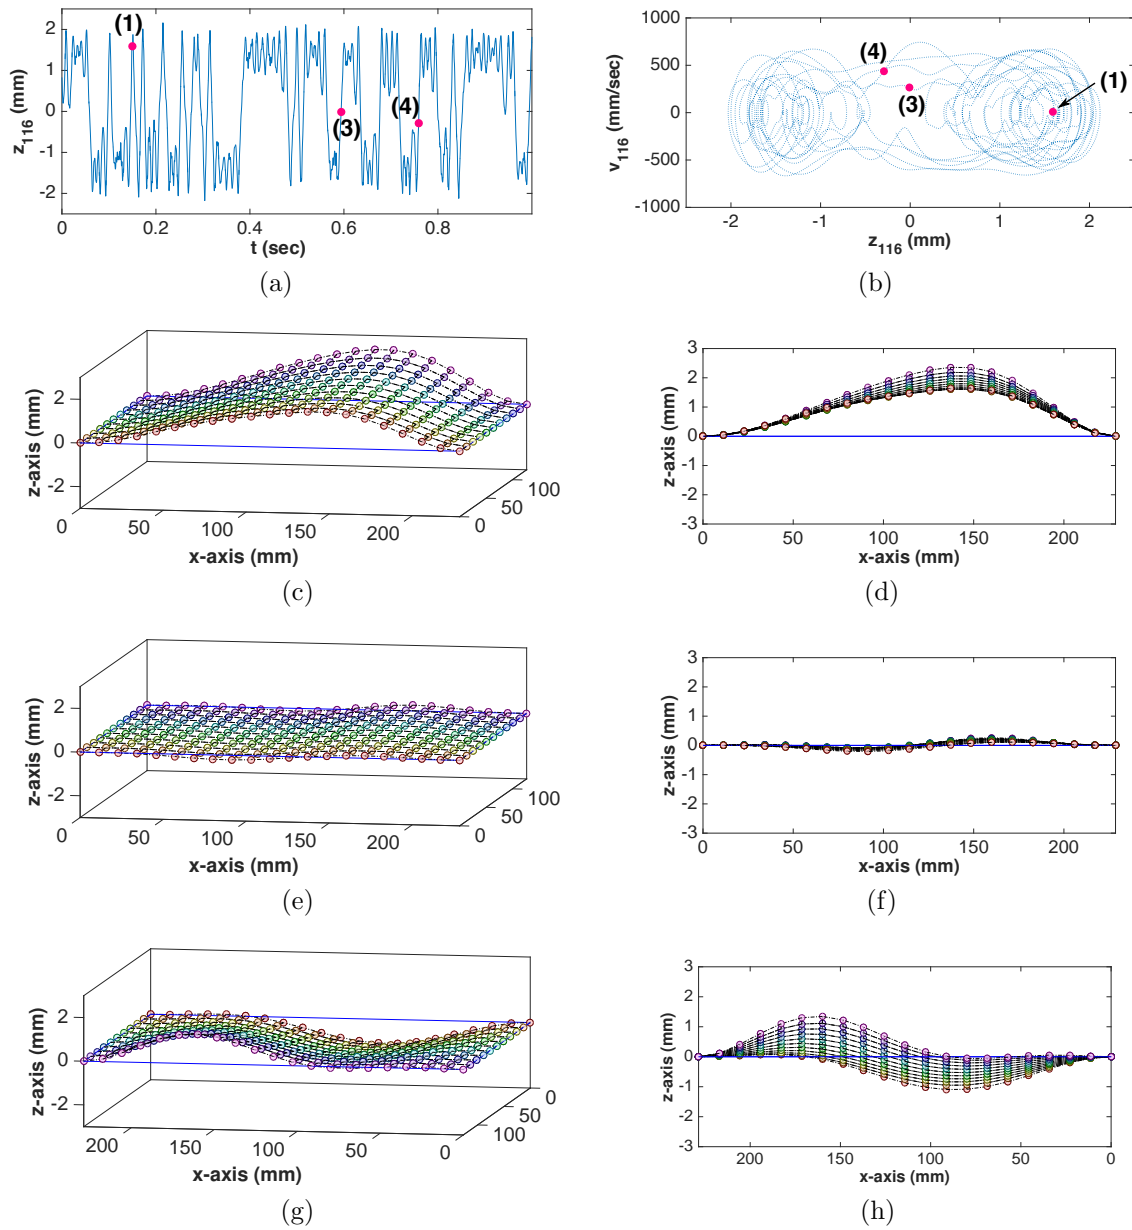 (1)
(3)
(4)
2
1
0
-1
-2
z116 (mm)
0 0.2 0.4 0.6 0.8
t (sec)
(a)
1000
500
0
-500
-1000
v116 (mm/sec)
(4)
(3)
(1)
-2 -1 0 1 2
z116 (mm)
(b)
2
0
-2
z-axis (mm)
0 50 100 150 200
0 50 100
x-axis (mm)
(c)
3
2
1
0
-1
-2
-3
z-axis (mm)
0 50 100 150 200
x-axis (mm)
(d)
2
0
-2
z-axis (mm)
0 50 100 150 200
0 50 100
x-axis (mm)
(e)
3
2
1
0
-1
-2
-3
z-axis (mm)
0 50 100 150 200
x-axis (mm)
(f)
2
0
-2
z-axis (mm)
200 150 100 50 0
100 50 0
x-axis (mm)
(g)
3
2
1
0
-1
-2
-3
z-axis (mm)
200 150 100 50 0
x-axis (mm)
(h)